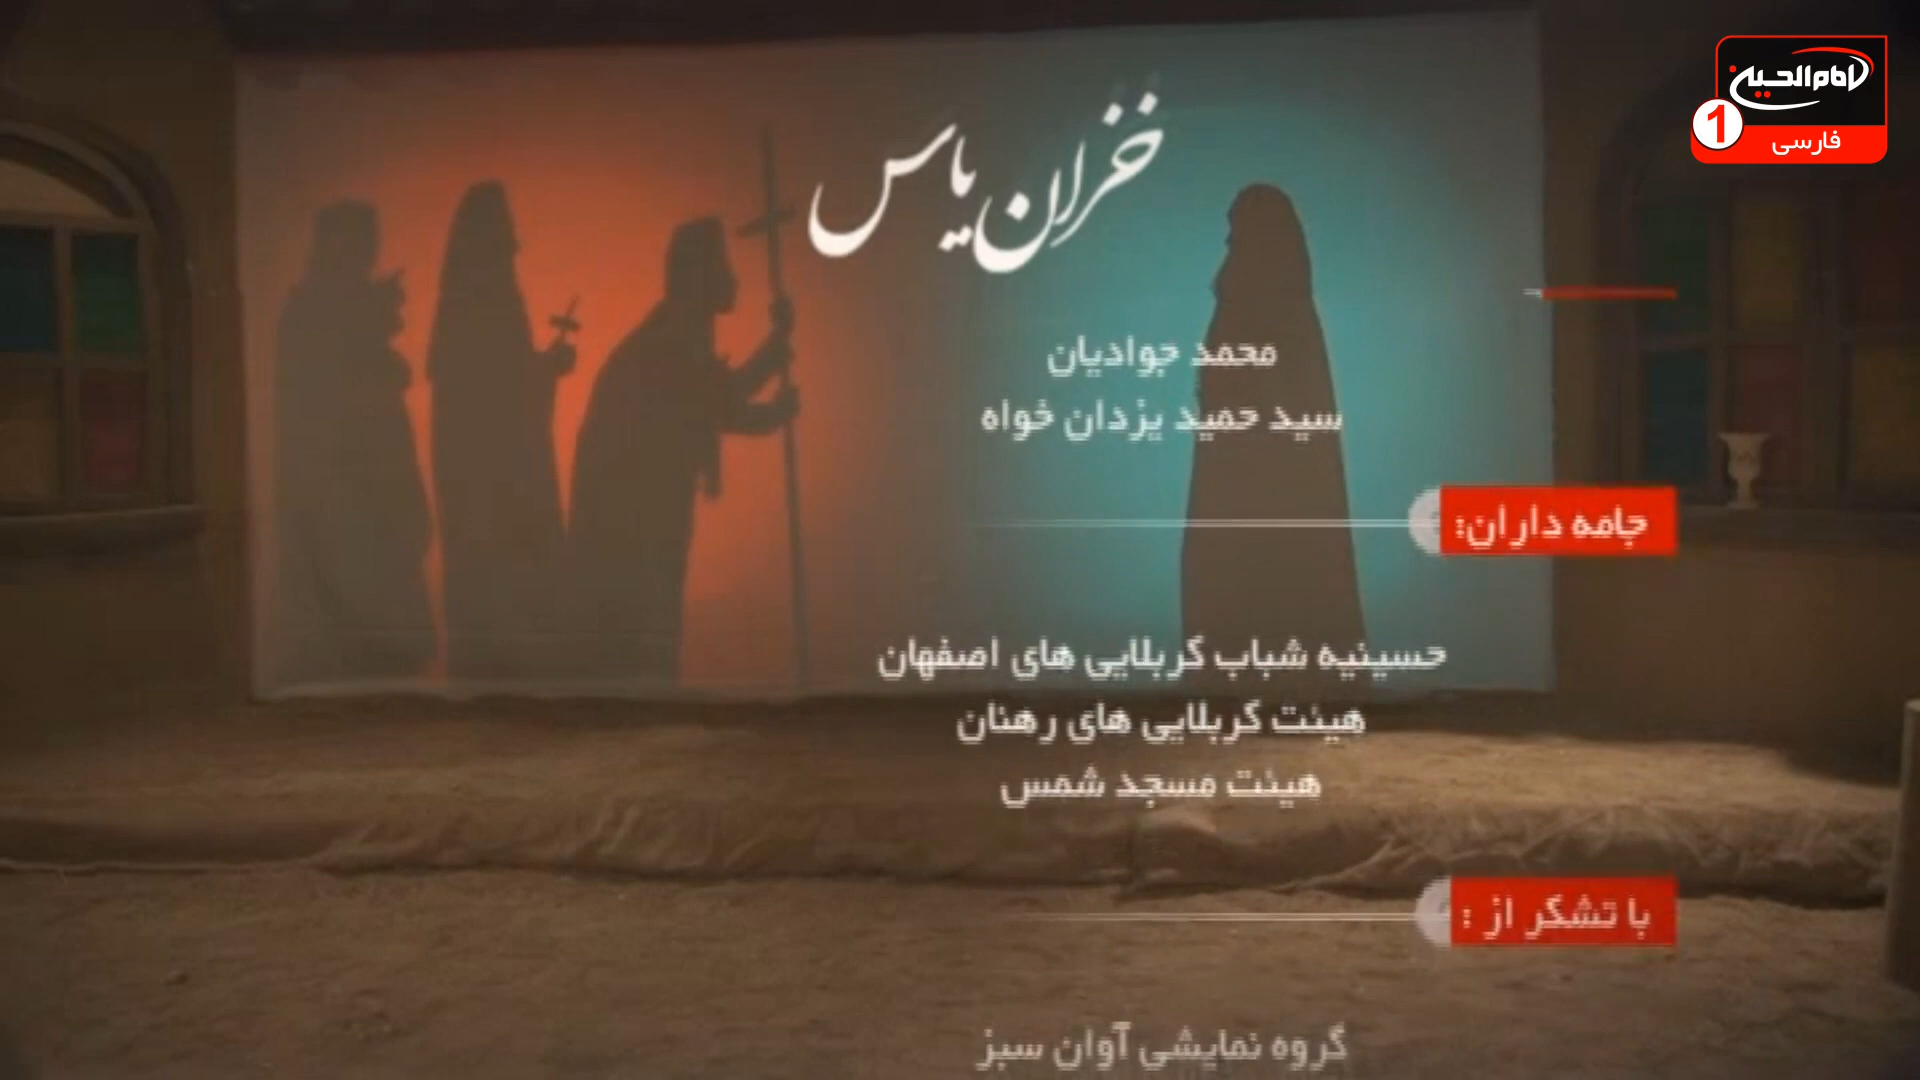 امام الحسین
1
فارسی
خزان یاس
محمد جوادیان
سید حمید یزدان خواه
جامه داران:
حسینیه شباب کربلایی های اصفهان
هیئت کربلایی های رهنان
هیئت مسجد شمس
با تشکر از :
گروه نمایشی آوان سبز